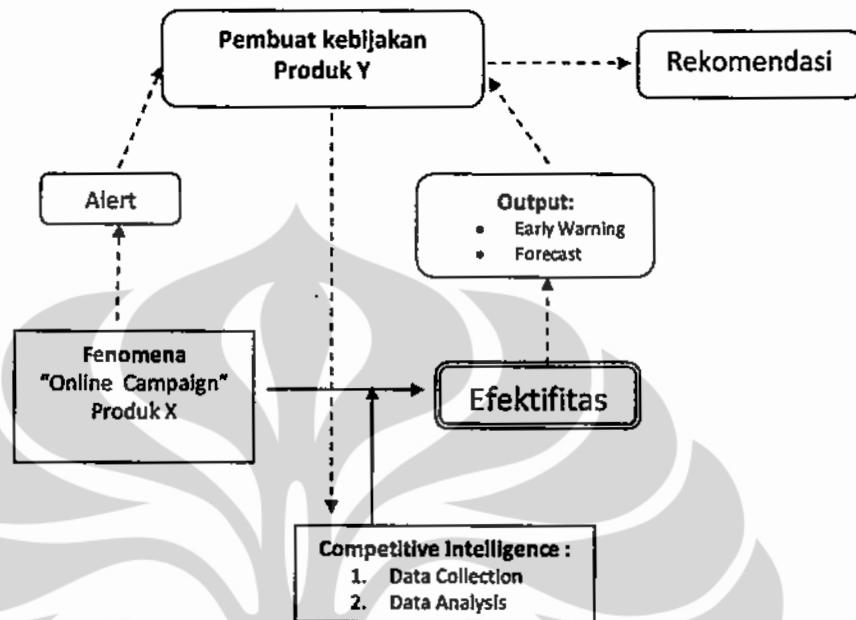 Pembuat kebijakan
Produk Y
Rekomendasi
Alert
Output:
• Early Warning
• Forecast
Fenomena
"Online Campaign"
Produk X
Efektifitas
Competitive Intelligence :
1. Data Collection
2. Data Analysis